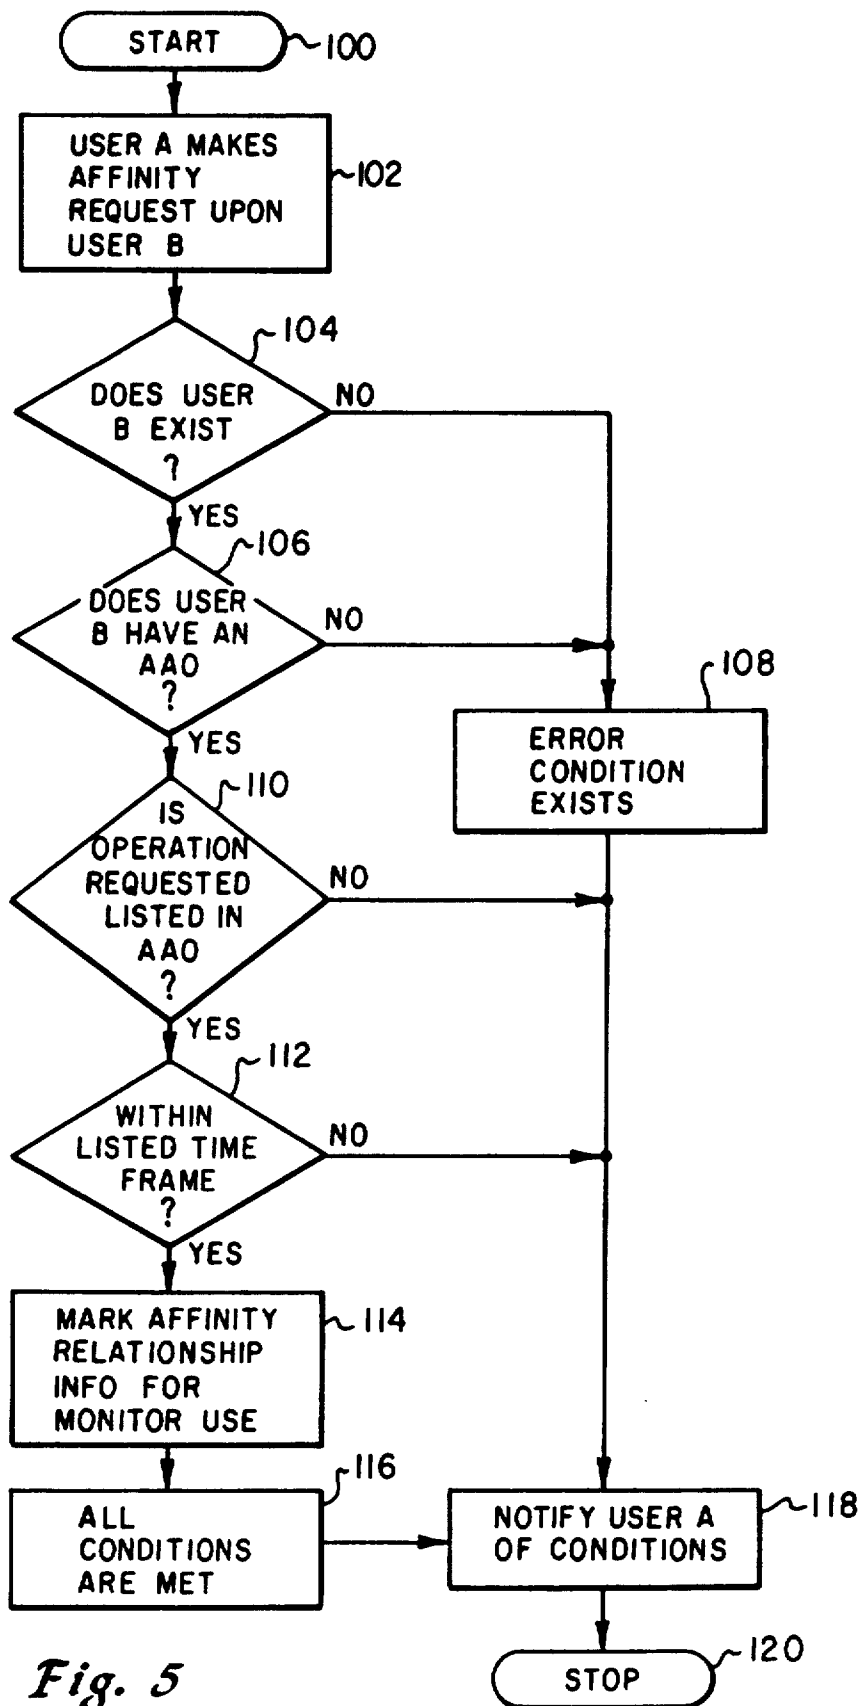 START
100
USER A MAKES
AFFINITY
REQUEST UPON
USER B
102
104
DOES USER
B EXIST
?
NO
YES
106
DOES USER
B HAVE AN
AAO
?
NO
YES
108
ERROR
CONDITION
EXISTS
110
IS
OPERATION
REQUESTED
LISTED IN
AAO
?
NO
YES
112
WITHIN
LISTED TIME
FRAME
?
NO
YES
MARK AFFINITY
RELATIONSHIP
INFO FOR
MONITOR USE
114
116
ALL
CONDITIONS
ARE MET
NOTIFY USER A
OF CONDITIONS
118
120
STOP
Fig. 5